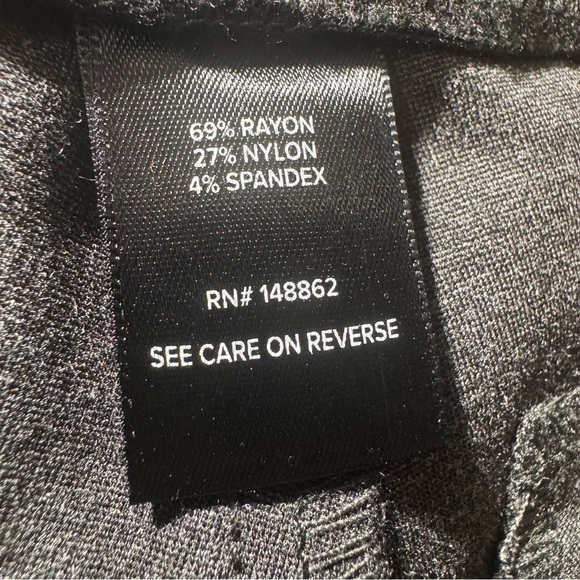 69% RAYON
27% NYLON
4% SPANDEX
RN# 148862
SEE CARE ON REVERSE